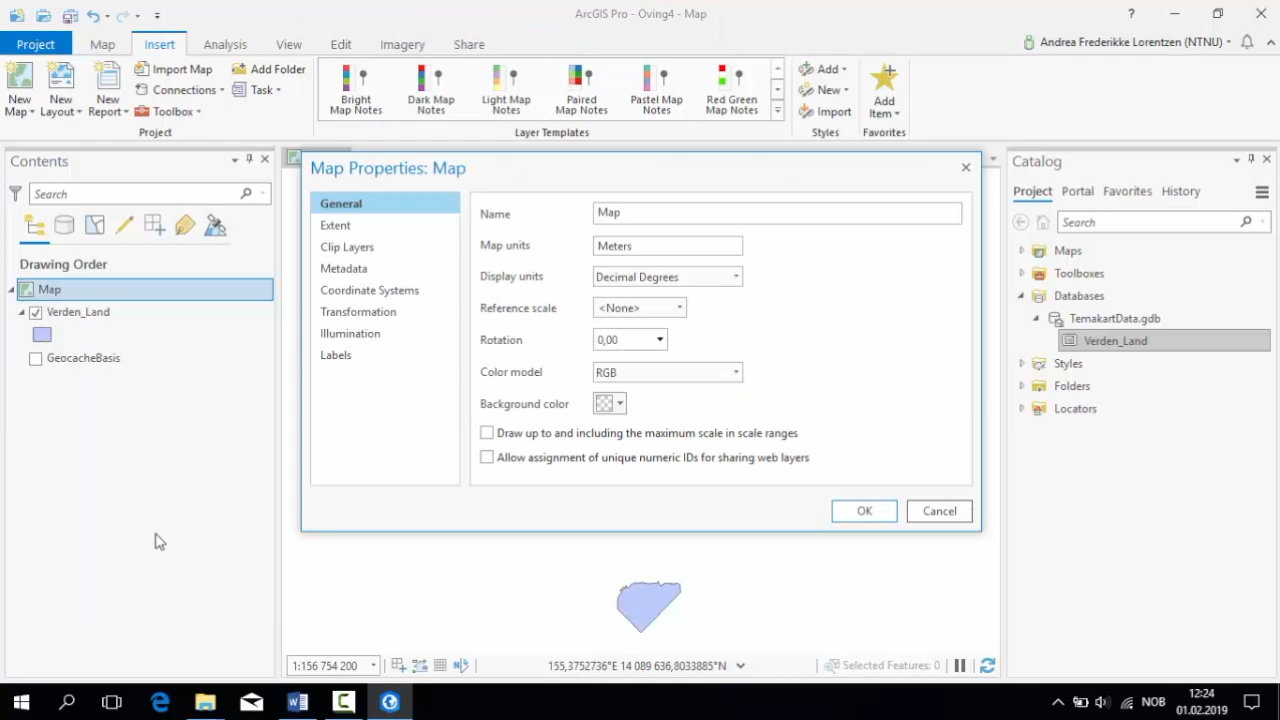 ArcGIS Pro - Oving4 - Map
?
Project Map Insert Analysis View Edit Imagery Share
Andrea Frederikke Lorentzen (NTNU)
New Map
New Layout
New Report
Import Map
Connections
Toolbox
Add Folder
Task
Project
Bright Map Notes
Dark Map Notes
Light Map Notes
Paired Map Notes
Pastel Map Notes
Red Green Map Notes
Layer Templates
Add
New
Import
Styles
Add Item
Favorites
Contents
Search
Drawing Order
Map
Verden_Land
GeocacheBasis
Map Properties: Map
General
Extent
Clip Layers
Metadata
Coordinate Systems
Transformation
Illumination
Labels
Name Map
Map units Meters
Display units Decimal Degrees
Reference scale <None>
Rotation 0,00
Color model RGB
Background color
Draw up to and including the maximum scale in scale ranges
Allow assignment of unique numeric IDs for sharing web layers
OK Cancel
1:156 754 200
155,3752736°E 14 089 636,8033885°N
Selected Features: 0
Catalog
Project Portal Favorites History
Search
Maps
Toolboxes
Databases
TemakartData.gdb
Verden_Land
Styles
Folders
Locators
NOB
12:24
01.02.2019